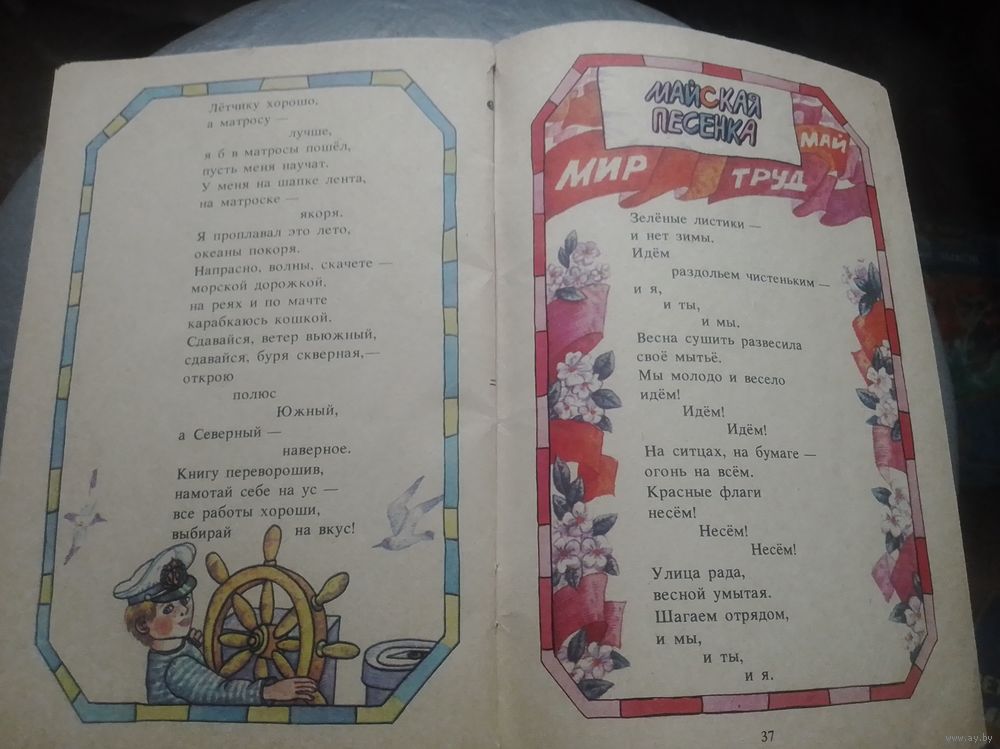 Лётчику хорошо,
а матросу —
лучше,
я б в матросы пошёл,
пусть меня научат.
У меня на шапке лента,
на матроске —
якоря.
Я проплавал это лето,
океаны покоря.
Напрасно, волны, скачете —
морской дорожкой,
на реях и по мачте
карабкаюсь кошкой.
Сдавайся, ветер вьюжный,
сдавайся, буря скверная,—
открою
полюс
Южный,
а Северный —
наверное.
Книгу переворошив,
намотай себе на ус —
все работы хороши,
выбирай на вкус!
МАЙСКАЯ
ПЕСЕНКА
МИР ТРУД МАЙ
Зелёные листики —
и нет зимы.
Идём
раздольем чистеньким —
и я,
и ты,
и мы.
Весна сушить развесила
своё мытьё.
Мы молодо и весело
идём!
Идём!
Идём!
На ситцах, на бумаге —
огонь на всём.
Красные флаги
несём!
Несём!
Несём!
Улица рада,
весной умытая.
Шагаем отрядом,
и мы,
и ты,
и я.
37
www.ay.by